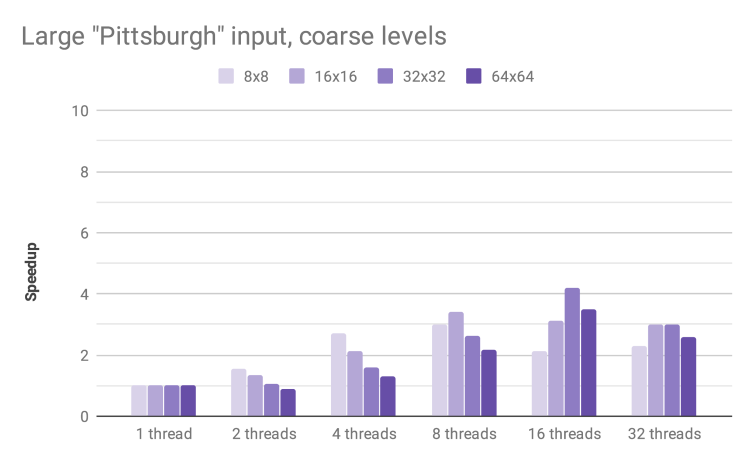 Large "Pittsburgh" input, coarse levels
8x8 16x16 32x32 64x64
10
8
6
4
2
0
Speedup
1 thread 2 threads 4 threads 8 threads 16 threads 32 threads